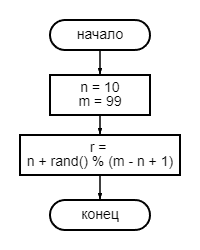 начало
n = 10
m = 99
r =
n + rand() % (m - n + 1)
конец